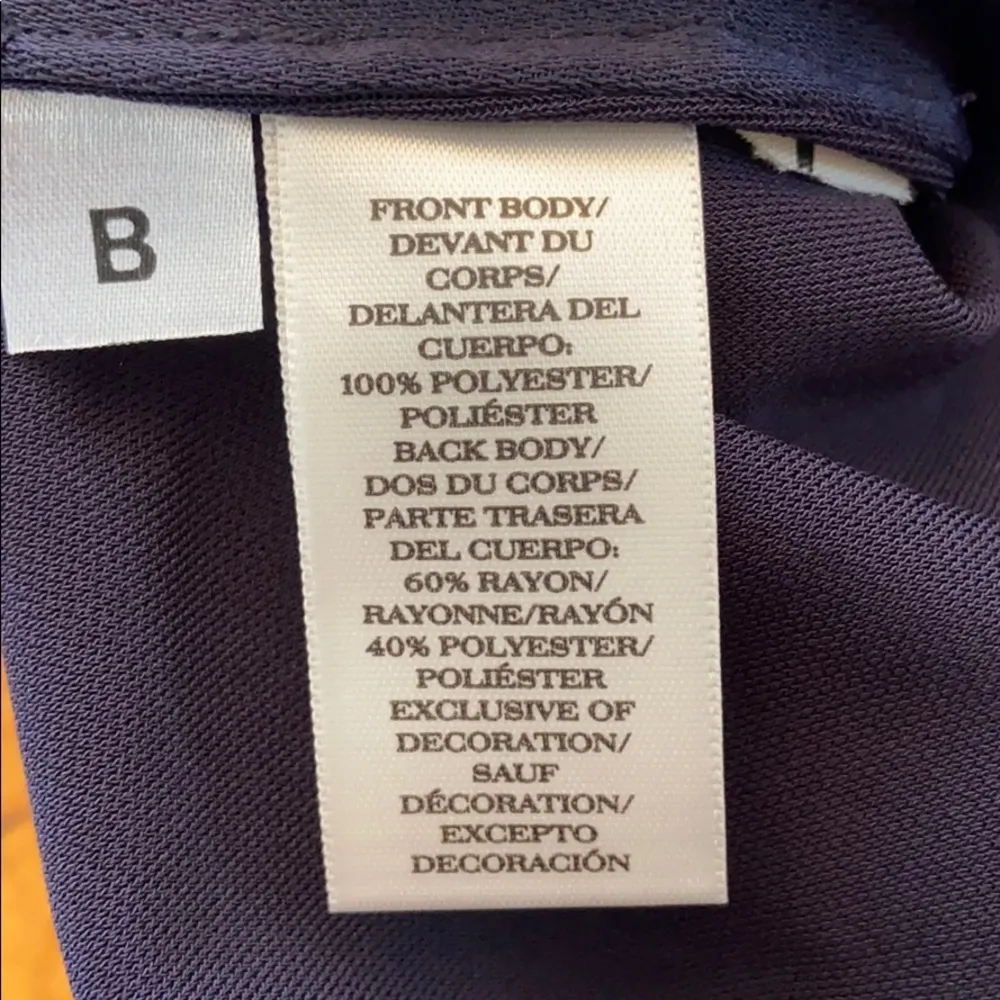 B
FRONT BODY/
DEVANT DU
CORPS/
DELANTERA DEL
CUERPO:
100% POLYESTER/
POLIÉSTER
BACK BODY/
DOS DU CORPS/
PARTE TRASERA
DEL CUERPO:
60% RAYON/
RAYONNE/RAYÓN
40% POLYESTER/
POLIÉSTER
EXCLUSIVE OF
DECORATION/
SAUF
DÉCORATION/
EXCEPTO
DECORACIÓN